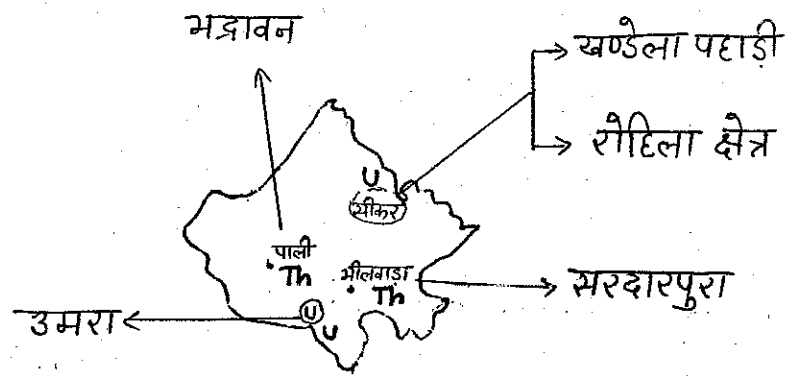 भद्रावन
खण्डेला पहाड़ी
रोहिला क्षेत्र
U
सीकर
पाली
Th
भीलवाड़ा
Th
सरदारपुरा
उमरा
U
U